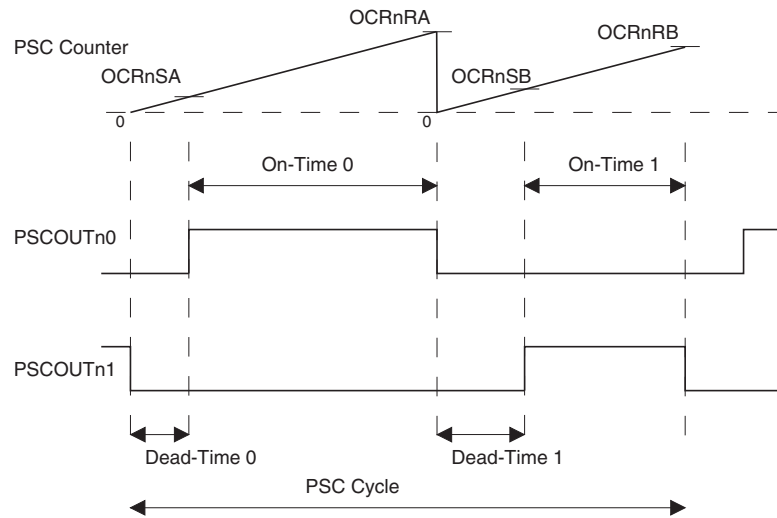 OCRnRA
OCRnRB
PSC Counter
OCRnSA
OCRnSB
0
0
On-Time 0
On-Time 1
PSCOUTn0
PSCOUTn1
Dead-Time 0
Dead-Time 1
PSC Cycle